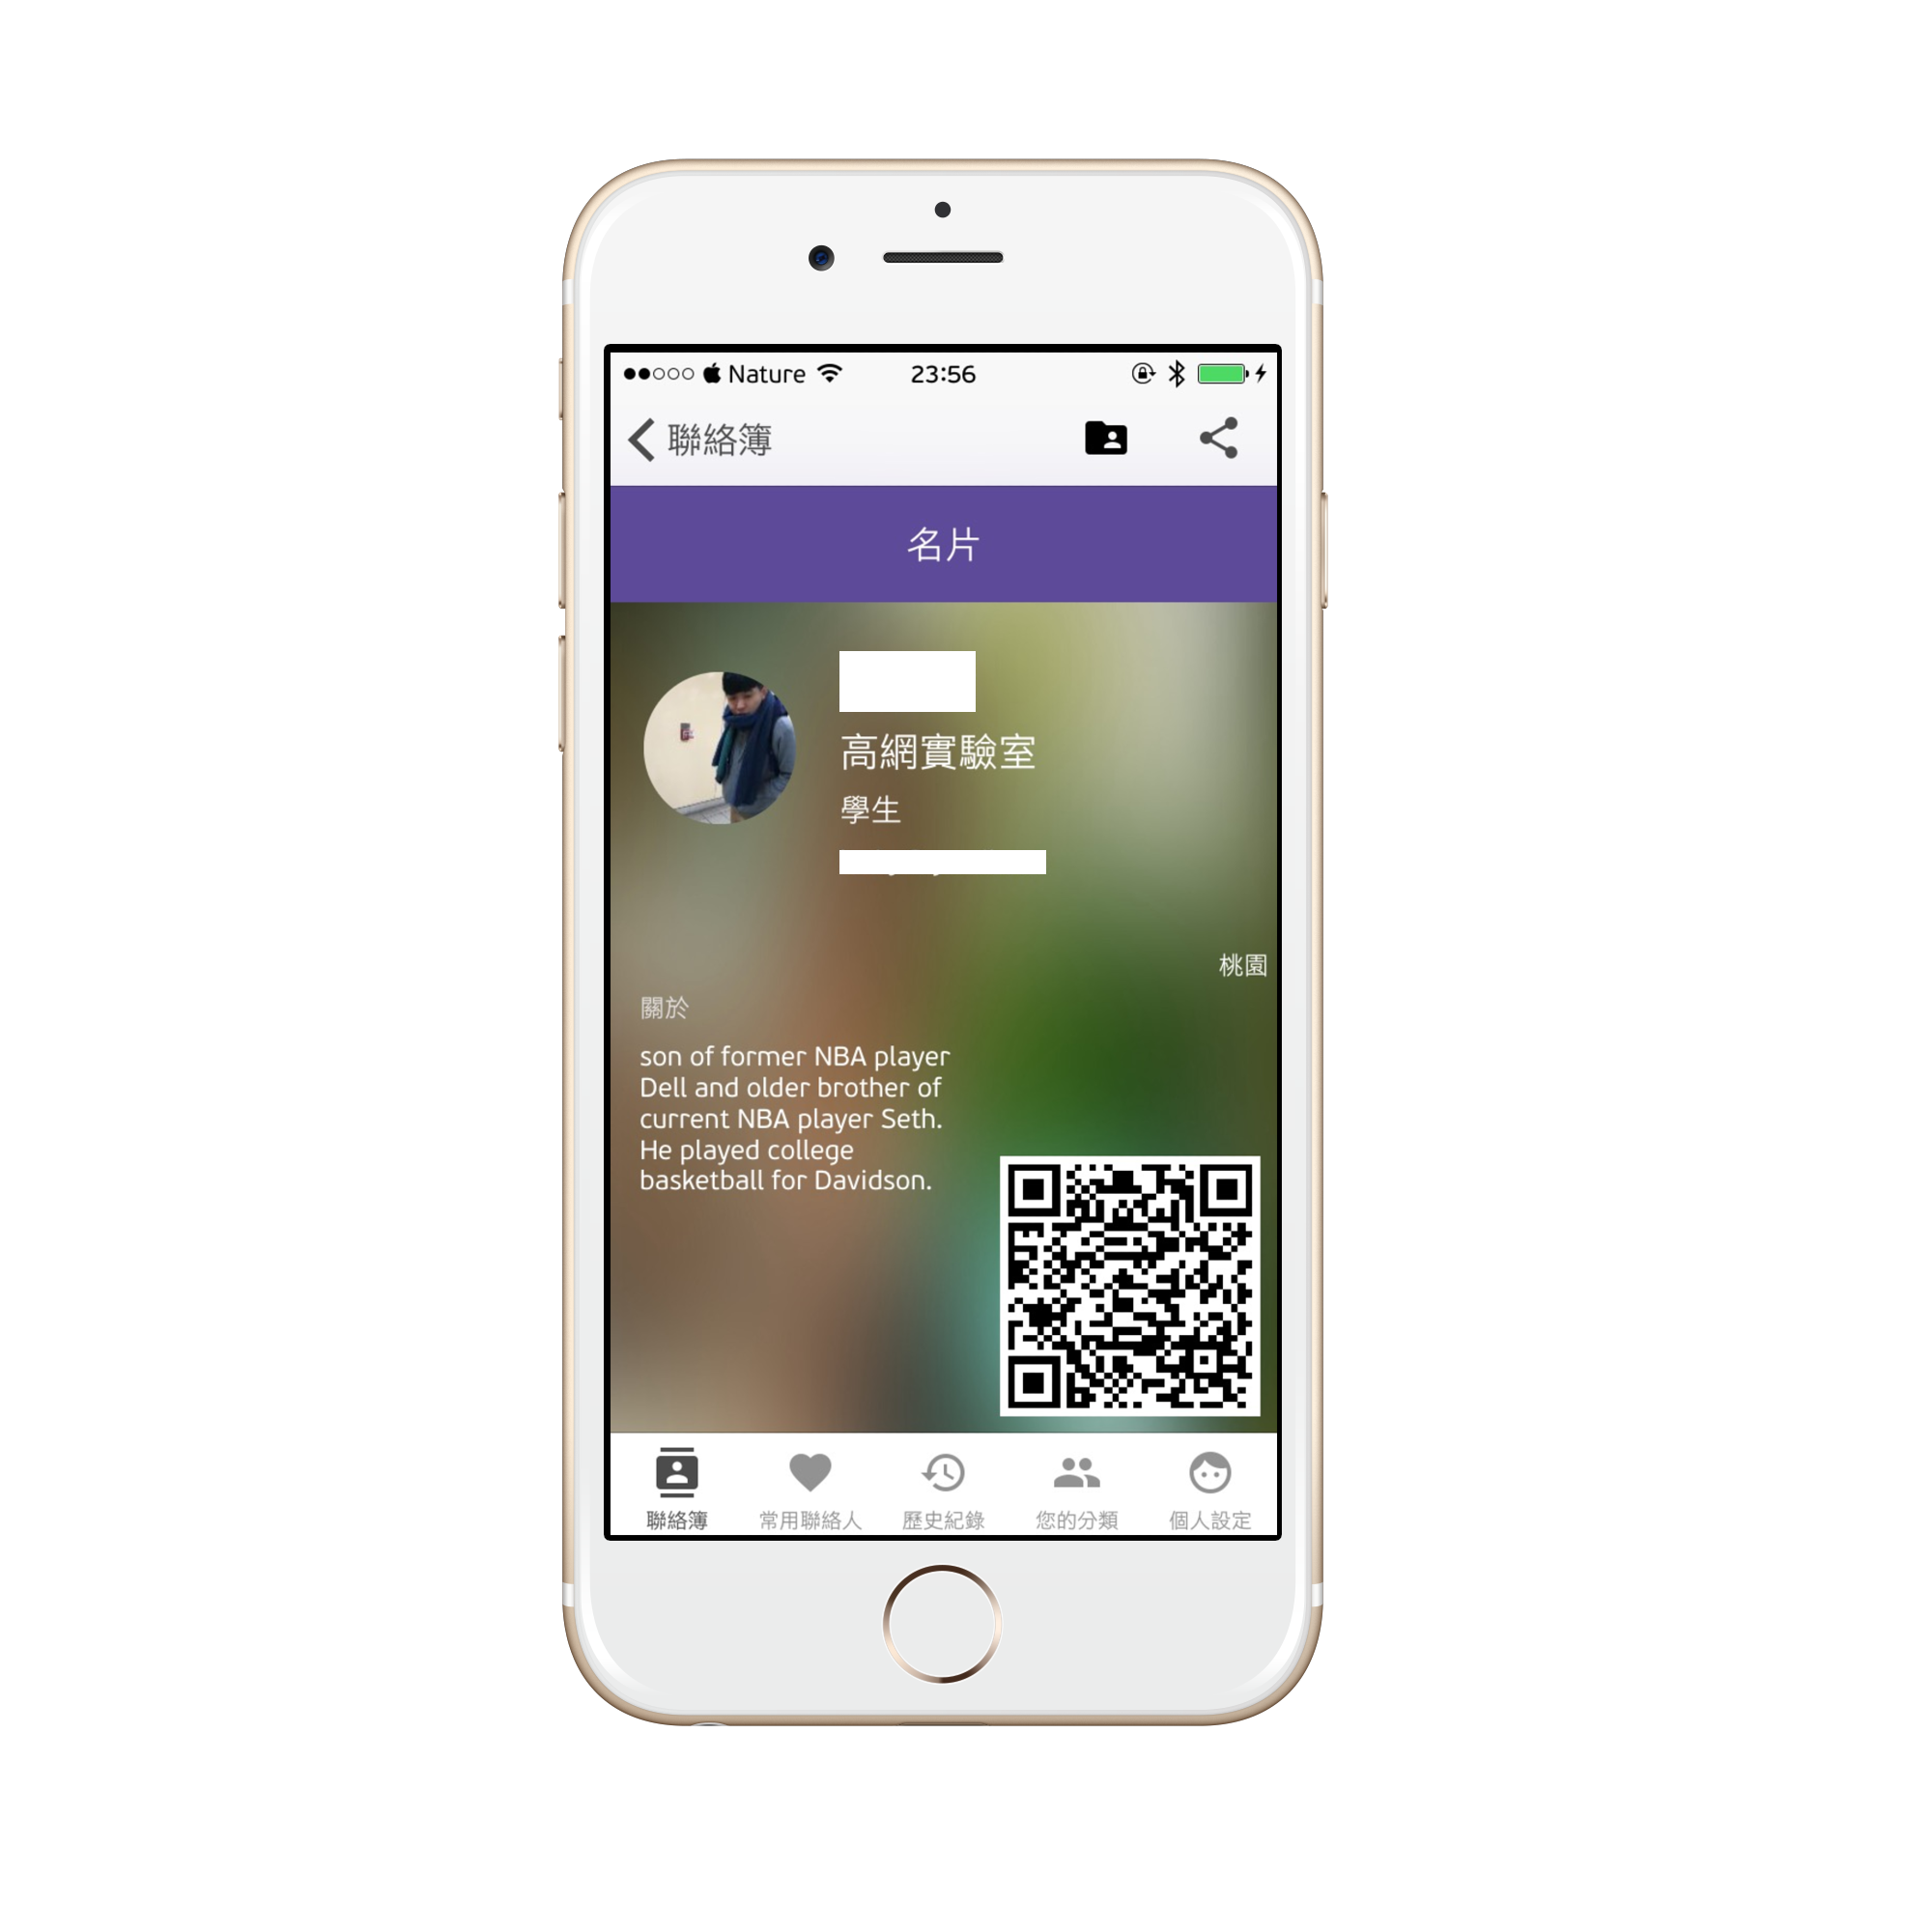 Nature 23:56
聯絡簿
名片
高網實驗室
學生
桃園
關於
son of former NBA player
Dell and older brother of
current NBA player Seth.
He played college
basketball for Davidson.
聯絡簿 常用聯絡人 歷史紀錄 您的分類 個人設定